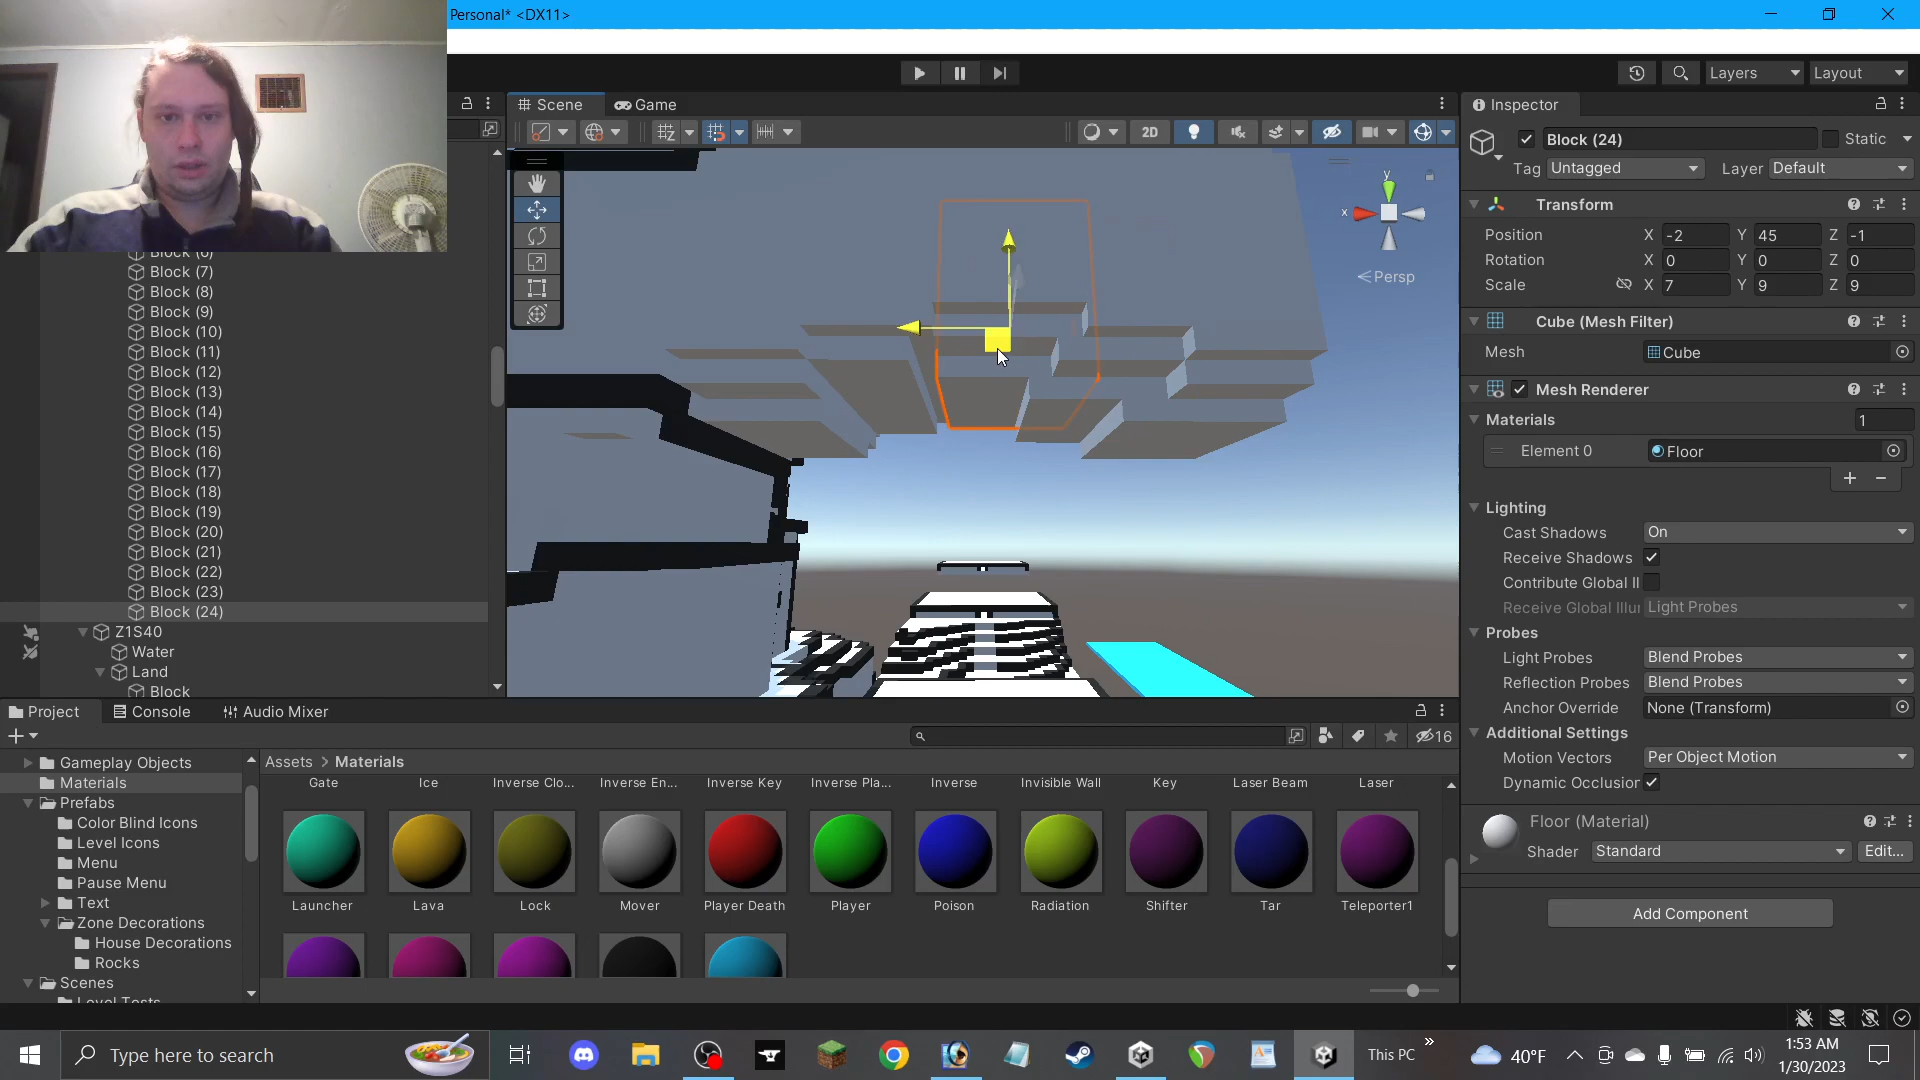 Personal* <DX11>
Layers
Layout
Scene
Game
Inspector
2D
Block (24)
Static
Tag
Untagged
Layer
Default
Transform
Position
X
-2
Y
45
Z
-1
Rotation
X
0
Y
0
Z
0
Scale
X
7
Y
9
Z
9
y
x
Persp
Cube (Mesh Filter)
Mesh
Cube
Mesh Renderer
Materials
1
Element 0
Floor
Lighting
Cast Shadows
On
Receive Shadows
Contribute Global Il
Receive Global Illur
Light Probes
Probes
Light Probes
Blend Probes
Reflection Probes
Blend Probes
Anchor Override
None (Transform)
Additional Settings
Motion Vectors
Per Object Motion
Dynamic Occlusion
Floor (Material)
Shader
Standard
Edit...
Add Component
Block (7)
Block (8)
Block (9)
Block (10)
Block (11)
Block (12)
Block (13)
Block (14)
Block (15)
Block (16)
Block (17)
Block (18)
Block (19)
Block (20)
Block (21)
Block (22)
Block (23)
Block (24)
Z1S40
Water
Land
Block
Project
Console
Audio Mixer
16
Gameplay Objects
Materials
Prefabs
Color Blind Icons
Level Icons
Menu
Pause Menu
Text
Zone Decorations
House Decorations
Rocks
Scenes
Level Tests
Assets > Materials
Gate
Ice
Inverse Clo...
Inverse En...
Inverse Key
Inverse Pla...
Inverse
Invisible Wall
Key
Laser Beam
Laser
Launcher
Lava
Lock
Mover
Player Death
Player
Poison
Radiation
Shifter
Tar
Teleporter1
Type here to search
This PC
40°F
1:53 AM
1/30/2023